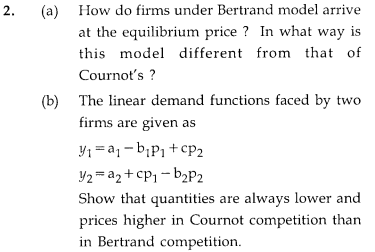 2. (a) How do firms under Bertrand model arrive
at the equilibrium price ? In what way is
this model different from that of
Cournot's ?
(b) The linear demand functions faced by two
firms are given as
y₁ = a₁ − b₁p₁ + cp₂
y₂ = a₂ + cp₁ − b₂p₂
Show that quantities are always lower and
prices higher in Cournot competition than
in Bertrand competition.